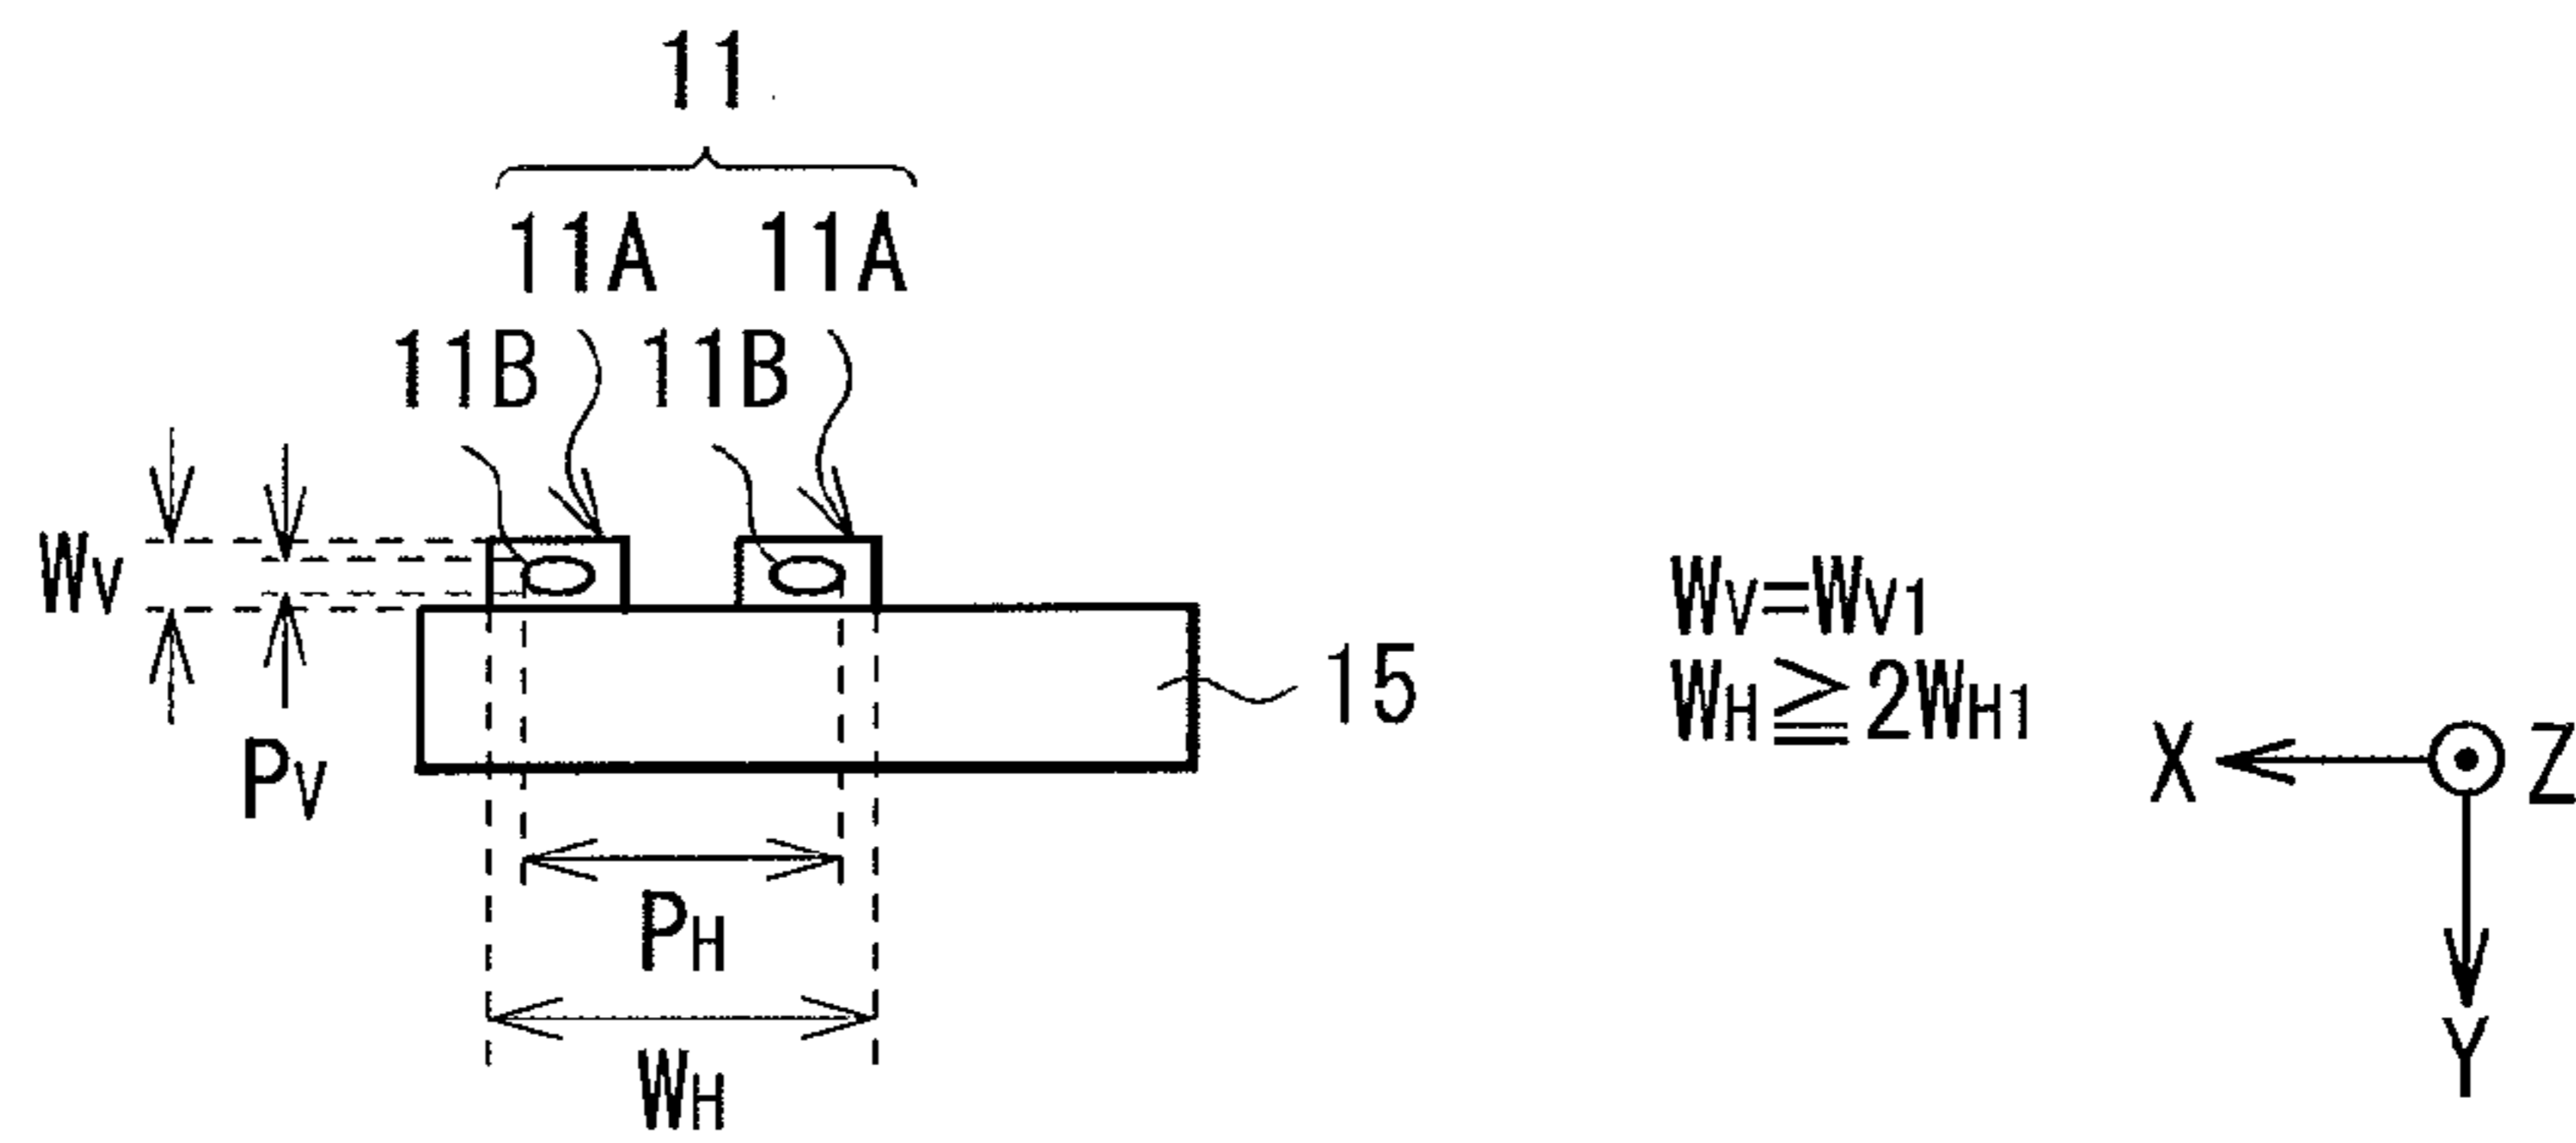 11
11A 11A
11B 11B
WV
PV
15
WV=WV1
WH≧2WH1
X Z
Y
PH
WH